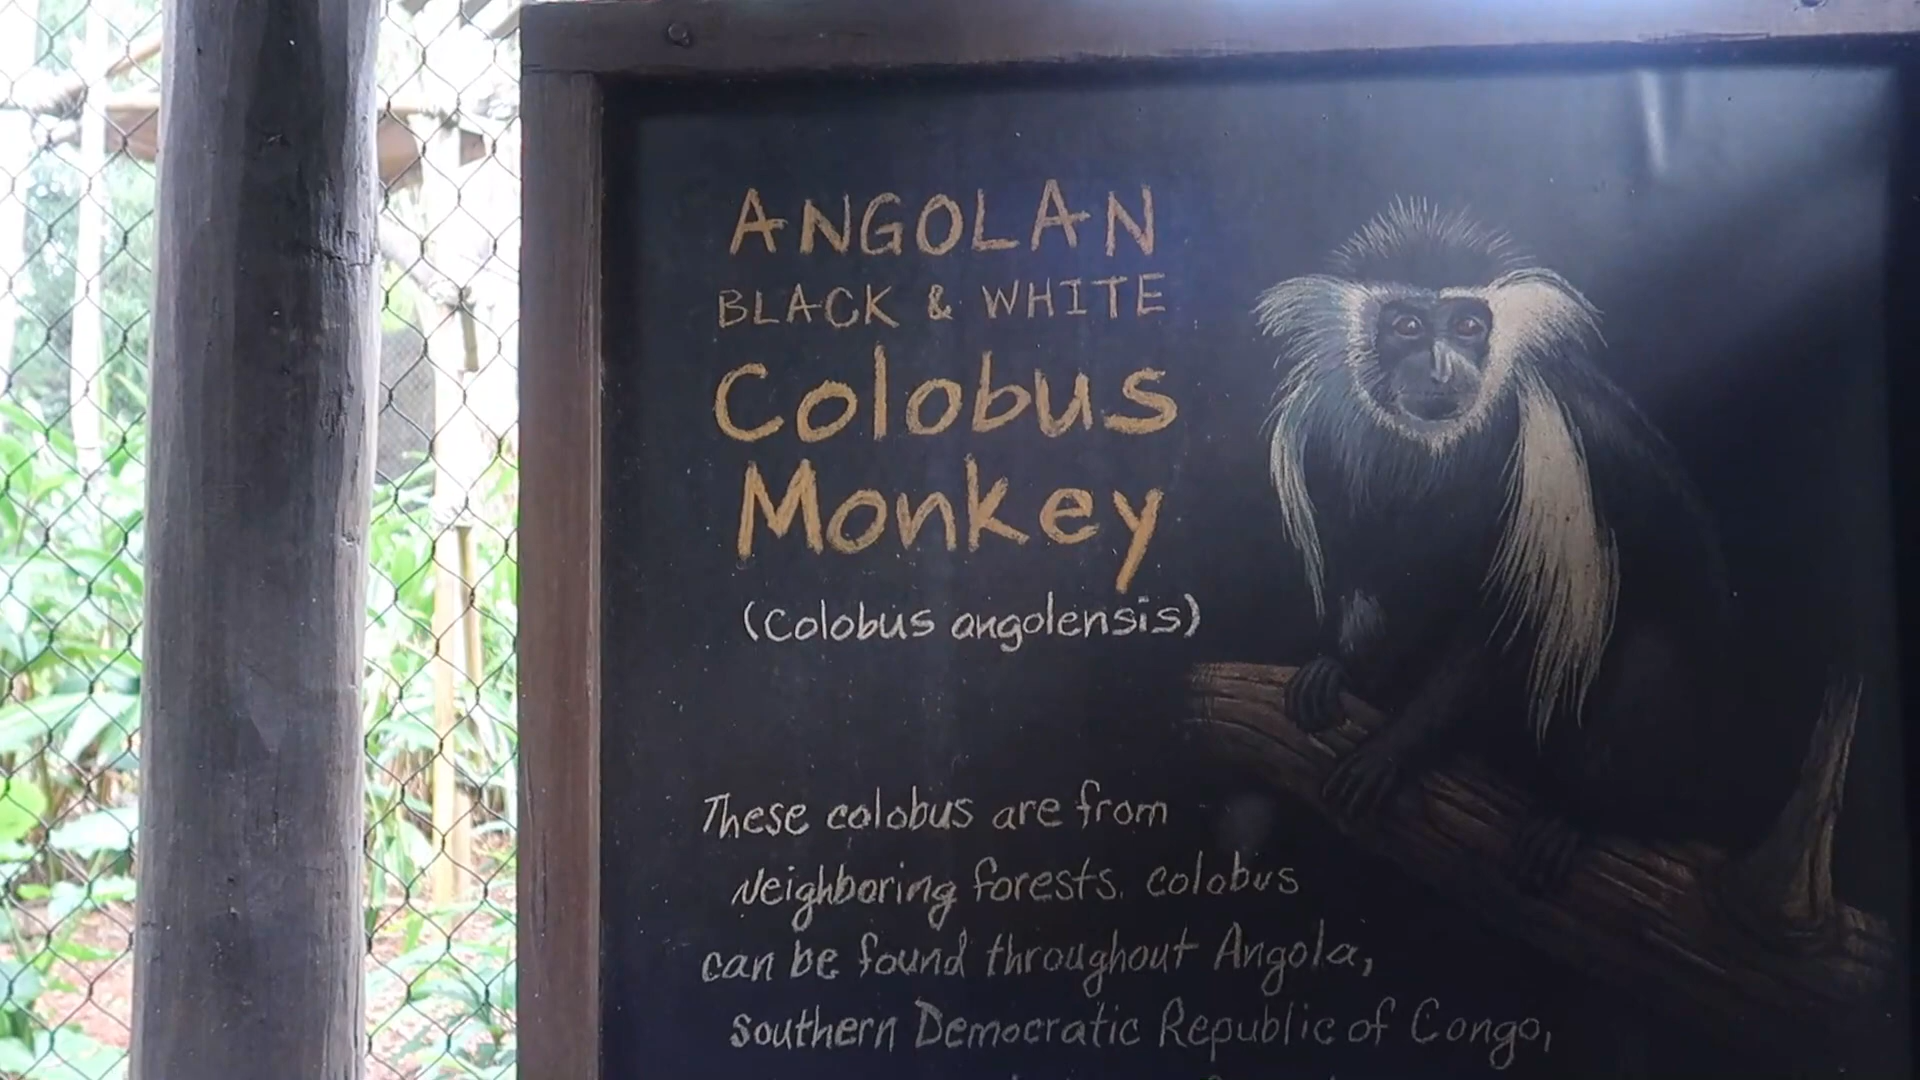 ANGOLAN
BLACK & WHITE
Colobus
Monkey
(Colobus angolensis)
These colobus are from
Neighboring forests. colobus
can be found throughout Angola,
Southern Democratic Republic of Congo,